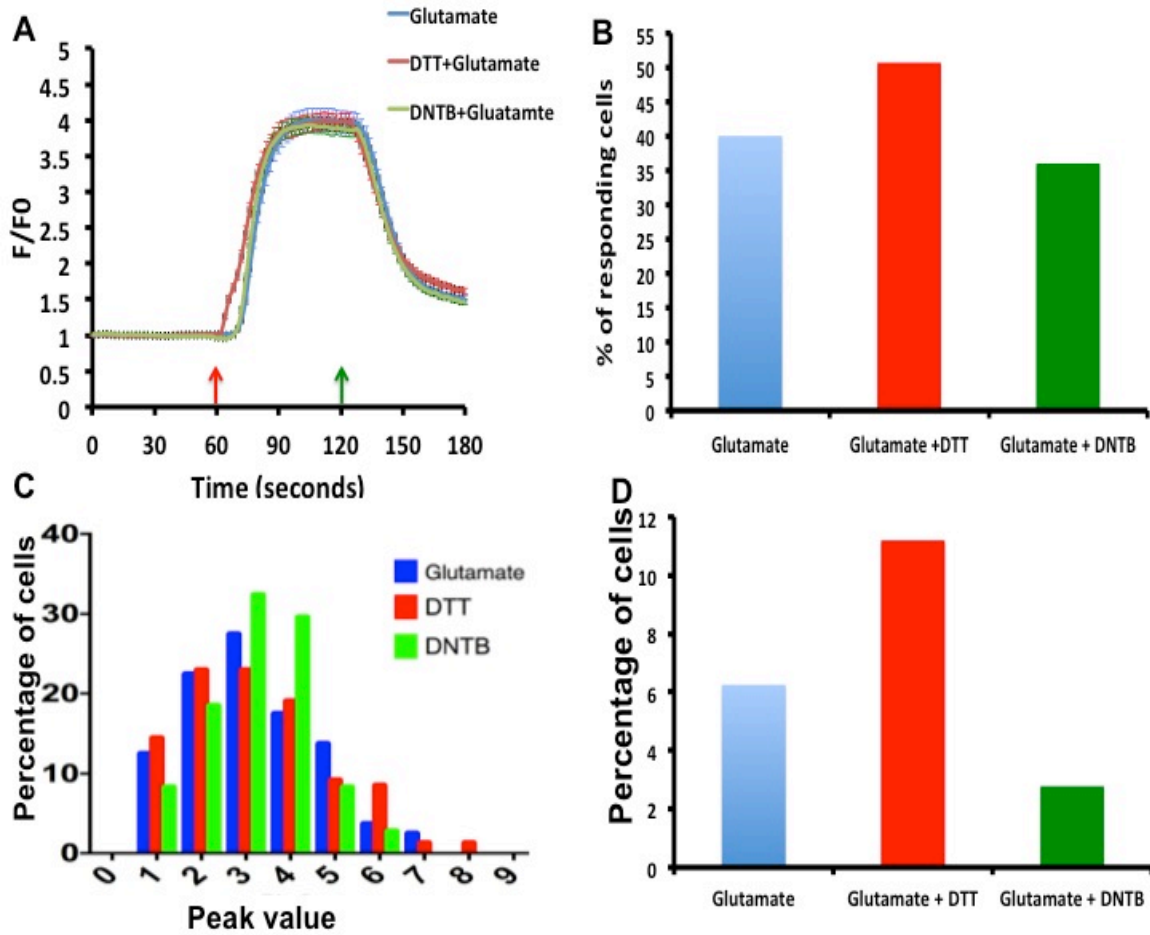 A
Glutamate
DTT+Glutamate
DNTB+Gluatamte
5
4.5
4
3.5
3
2.5
2
1.5
1
0.5
0
F/F0
0 30 60 90 120 150 180
Time (seconds)
B
55
50
45
40
35
30
25
20
15
10
5
0
% of responding cells
Glutamate Glutamate +DTT Glutamate + DNTB
C
40
30
20
10
0
Percentage of cells
Glutamate
DTT
DNTB
0 1 2 3 4 5 6 7 8 9
Peak value
D
12
10
8
6
4
2
0
Percentage of cells
Glutamate Glutamate + DTT Glutamate + DNTB